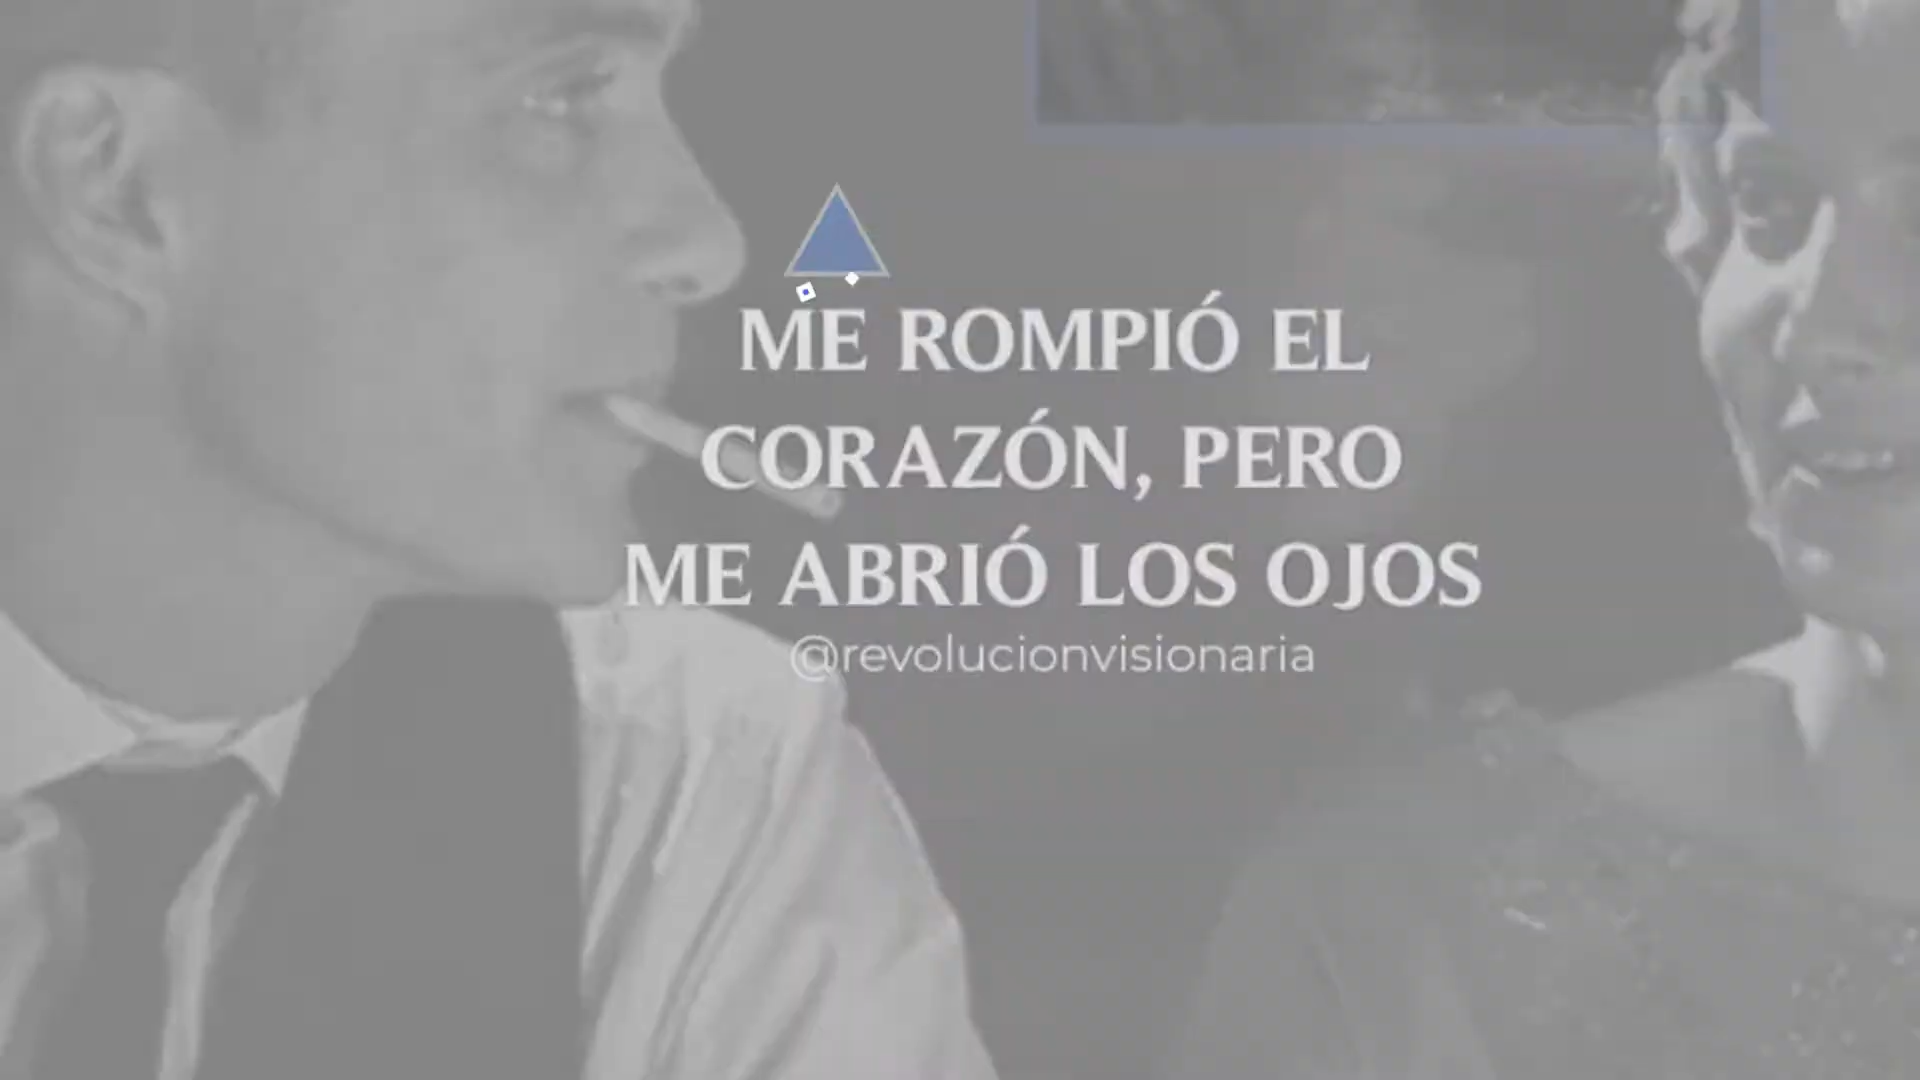 ME ROMPIÓ EL
CORAZÓN, PERO
ME ABRIÓ LOS OJOS
@revolucionvisionaria